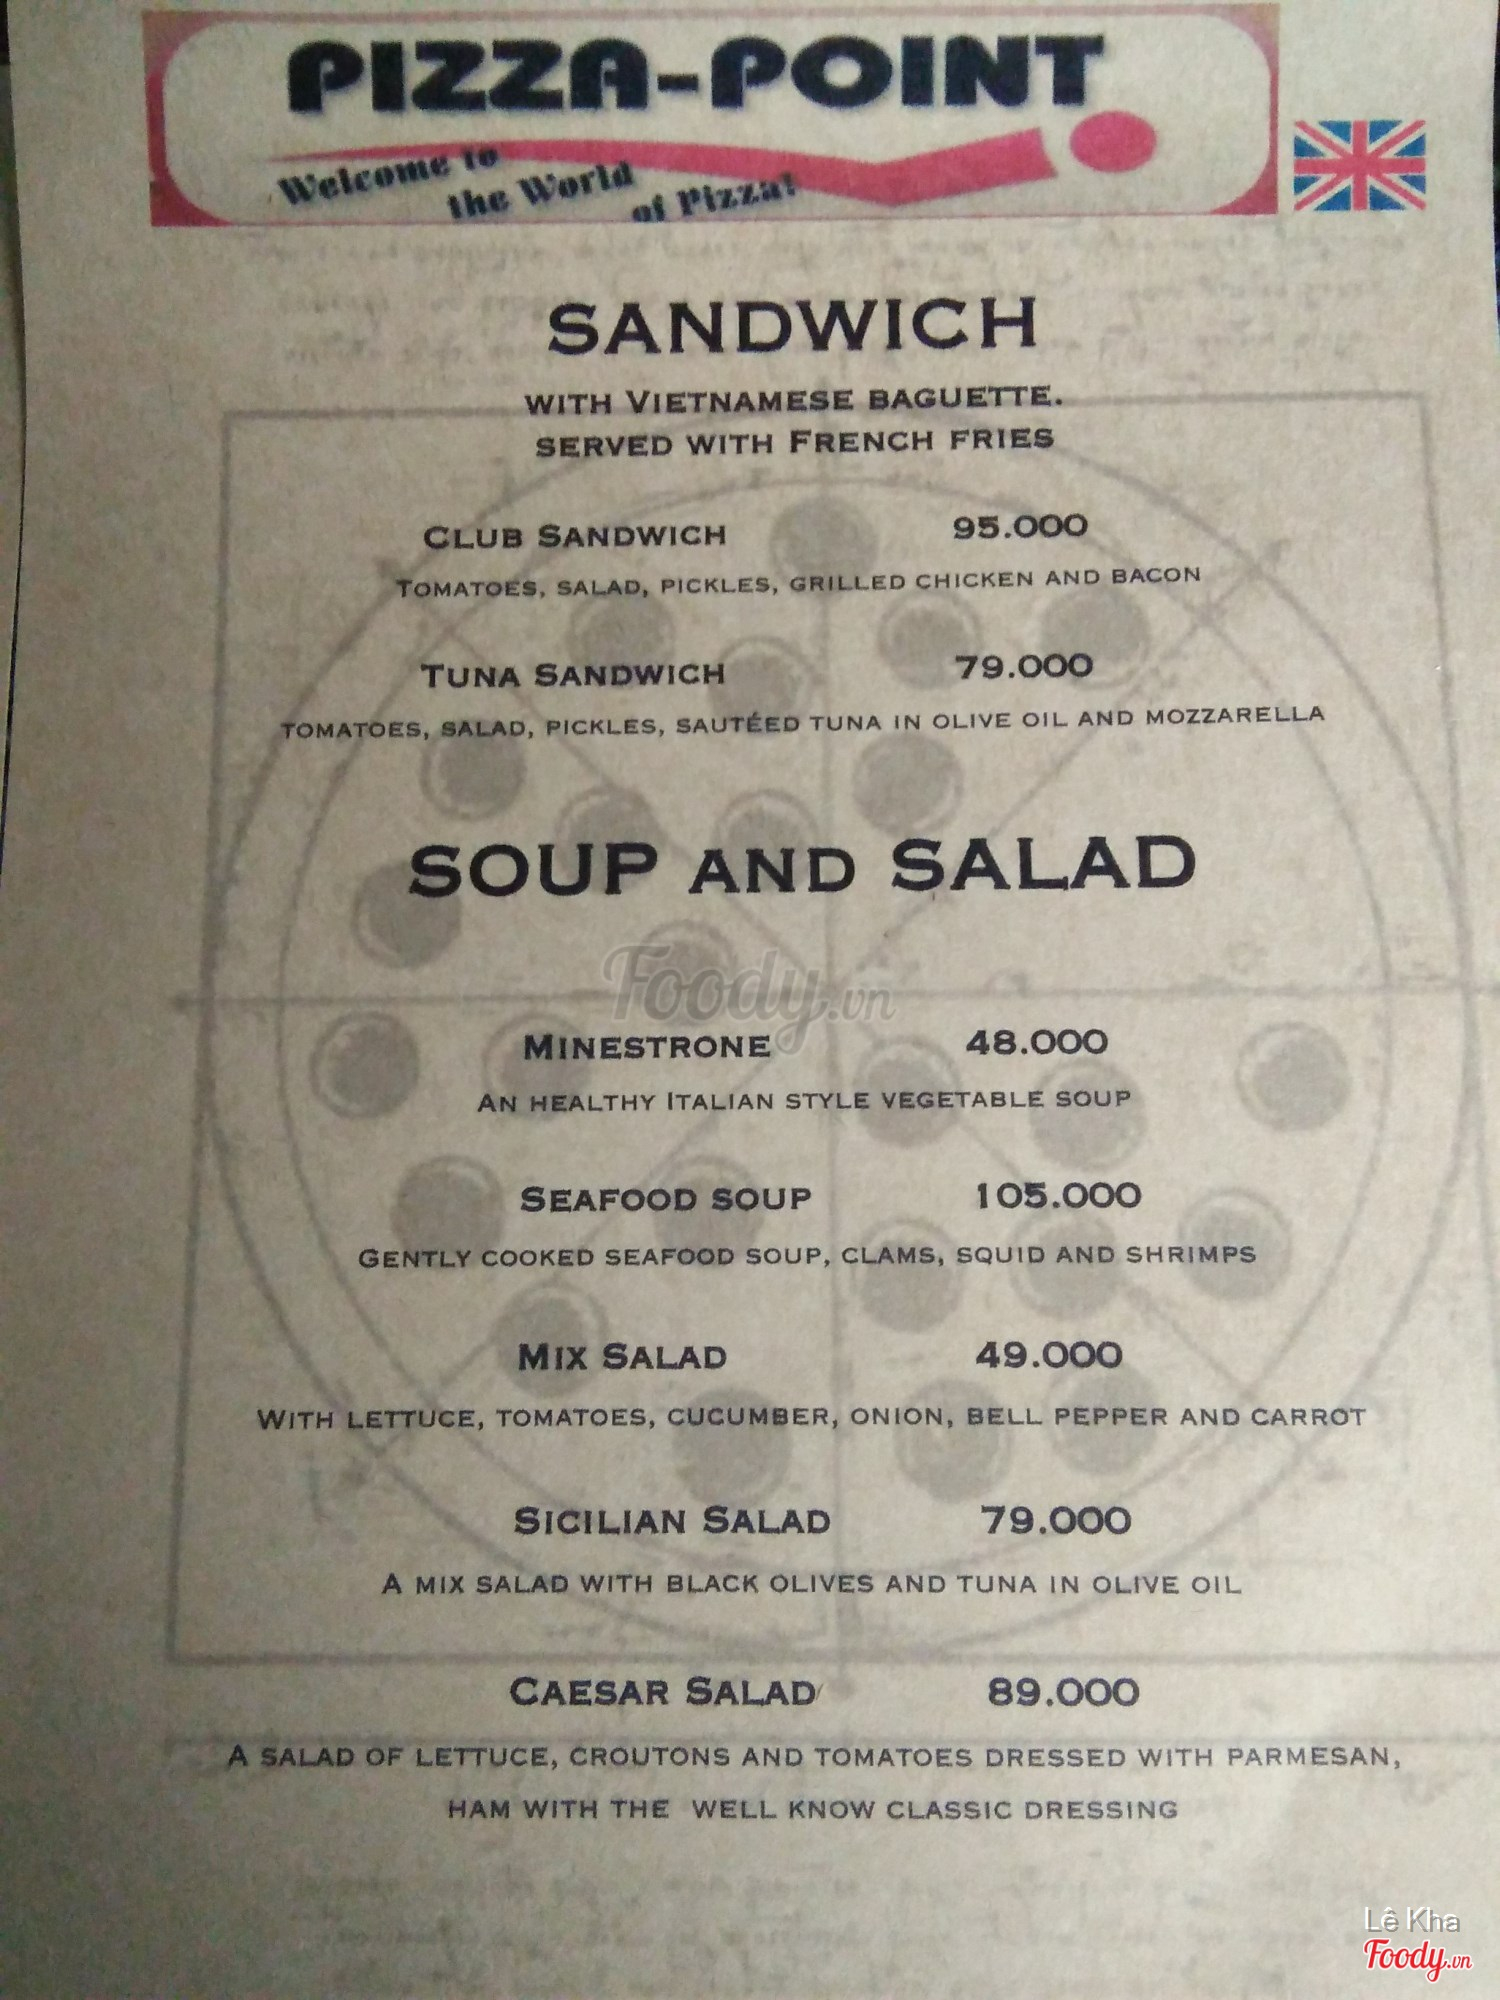 PIZZA-POINT
Welcome to
the World
of Pizza!
SANDWICH
WITH VIETNAMESE BAGUETTE.
SERVED WITH FRENCH FRIES
CLUB SANDWICH 95.000
TOMATOES, SALAD, PICKLES, GRILLED CHICKEN AND BACON
TUNA SANDWICH 79.000
TOMATOES, SALAD, PICKLES, SAUTÉED TUNA IN OLIVE OIL AND MOZZARELLA
SOUP AND SALAD
Foody.vn
MINESTRONE 48.000
AN HEALTHY ITALIAN STYLE VEGETABLE SOUP
SEAFOOD SOUP 105.000
GENTLY COOKED SEAFOOD SOUP, CLAMS, SQUID AND SHRIMPS
MIX SALAD 49.000
WITH LETTUCE, TOMATOES, CUCUMBER, ONION, BELL PEPPER AND CARROT
SICILIAN SALAD 79.000
A MIX SALAD WITH BLACK OLIVES AND TUNA IN OLIVE OIL
CAESAR SALAD 89.000
A SALAD OF LETTUCE, CROUTONS AND TOMATOES DRESSED WITH PARMESAN,
HAM WITH THE WELL KNOW CLASSIC DRESSING
Lê Kha
Foody.vn